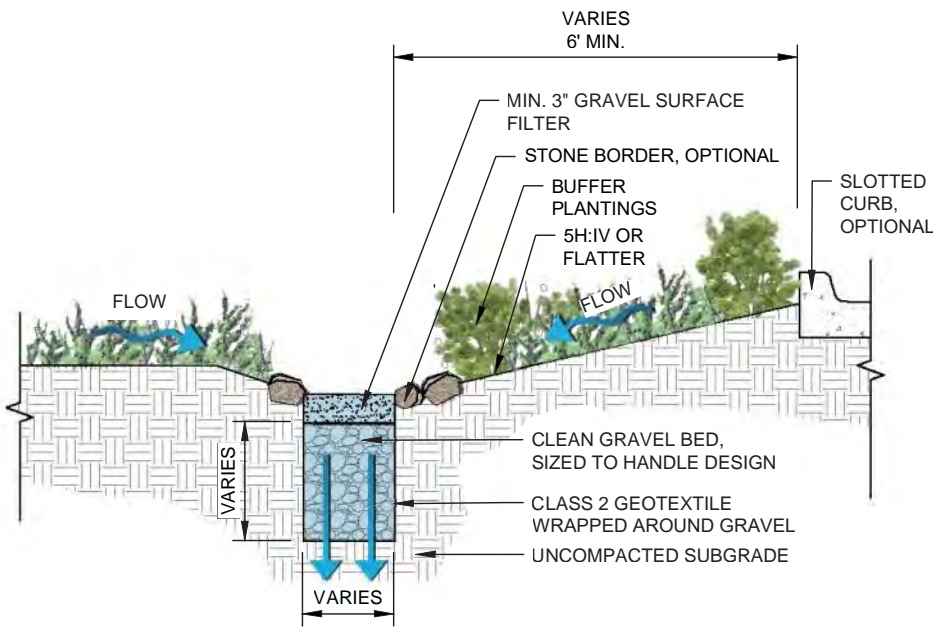 VARIES
6' MIN.
MIN. 3" GRAVEL SURFACE
FILTER
STONE BORDER, OPTIONAL
BUFFER
PLANTINGS
SLOTTED
CURB,
OPTIONAL
5H:IV OR
FLATTER
FLOW
FLOW
CLEAN GRAVEL BED,
SIZED TO HANDLE DESIGN
VARIES
CLASS 2 GEOTEXTILE
WRAPPED AROUND GRAVEL
UNCOMPACTED SUBGRADE
VARIES